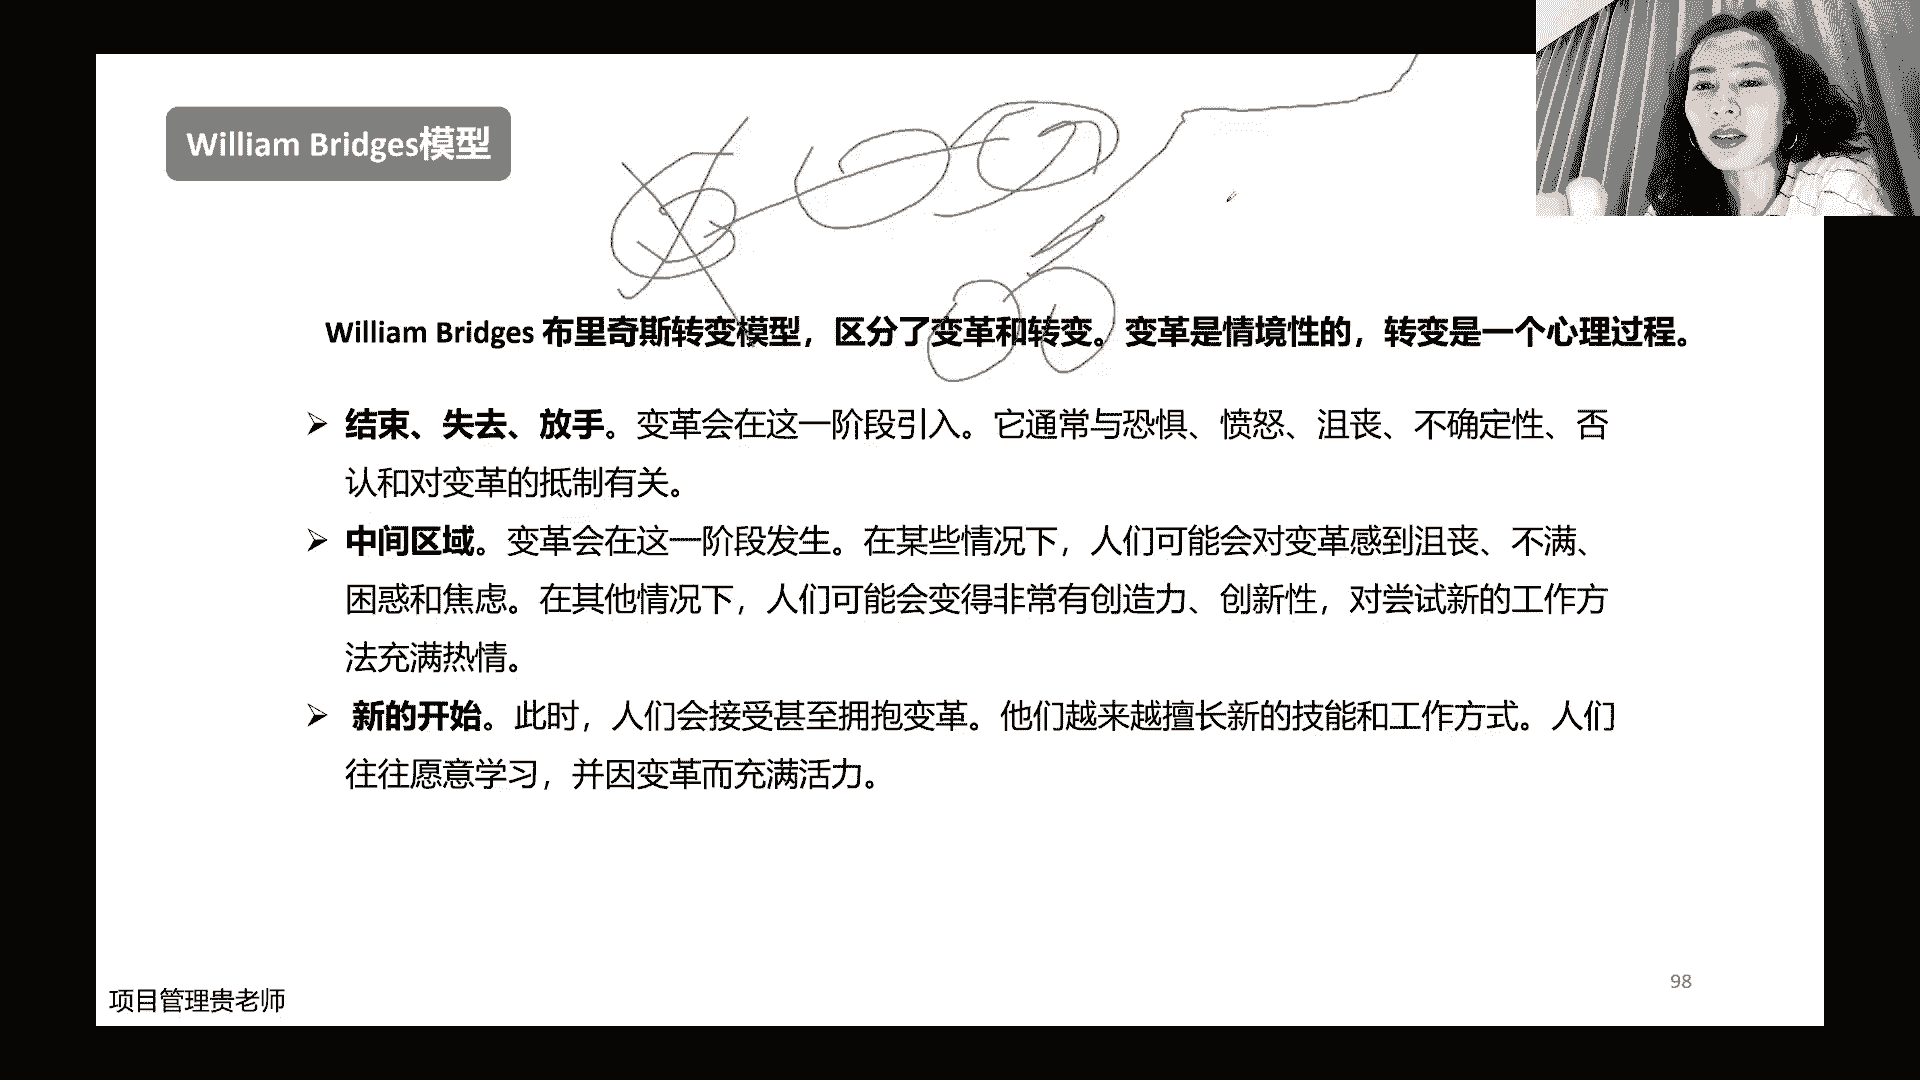 William Bridges模型
William Bridges 布里奇斯转变模型，区分了变革和转变。变革是情境性的，转变是一个心理过程。
➢ 结束、失去、放手。变革会在这一阶段引入。它通常与恐惧、愤怒、沮丧、不确定性、否
认和对变革的抵制有关。
➢ 中间区域。变革会在这一阶段发生。在某些情况下，人们可能会对变革感到沮丧、不满、
困惑和焦虑。在其他情况下，人们可能会变得非常有创造力、创新性，对尝试新的工作方
法充满热情。
➢ 新的开始。此时，人们会接受甚至拥抱变革。他们越来越擅长新的技能和工作方式。人们
往往愿意学习，并因变革而充满活力。
98
项目管理贵老师